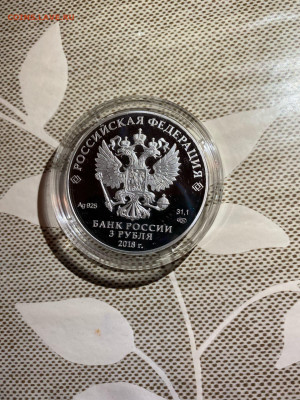 РОССИЙСКАЯ ФЕДЕРАЦИЯ
Ag 925
31,1
БАНК РОССИИ
3 РУБЛЯ
2018 г.